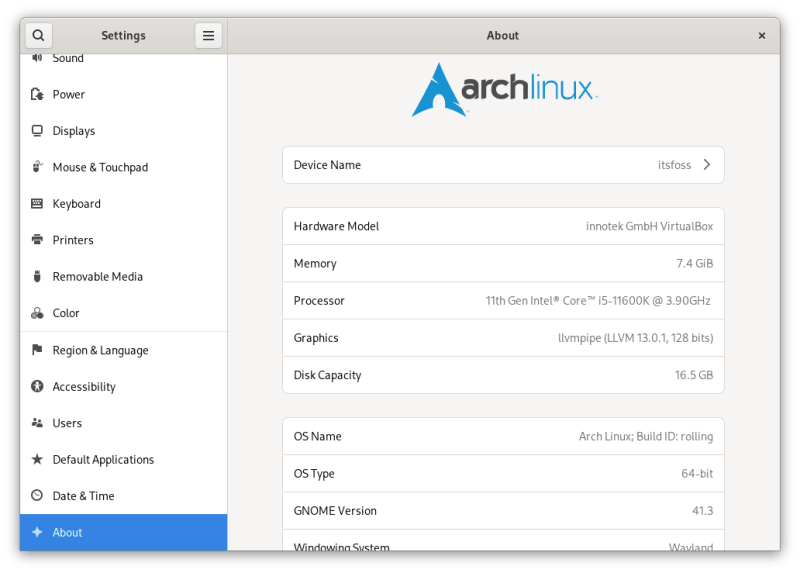 Settings
About
Sound
Power
Displays
Mouse & Touchpad
Keyboard
Printers
Removable Media
Color
Region & Language
Accessibility
Users
Default Applications
Date & Time
About
archlinux™
Device Name itsfoss
Hardware Model innotek GmbH VirtualBox
Memory 7.4 GiB
Processor 11th Gen Intel® Core™ i5-11600K @ 3.90GHz
Graphics llvmpipe (LLVM 13.0.1, 128 bits)
Disk Capacity 16.5 GB
OS Name Arch Linux; Build ID: rolling
OS Type 64-bit
GNOME Version 41.3
Windowing System Wayland